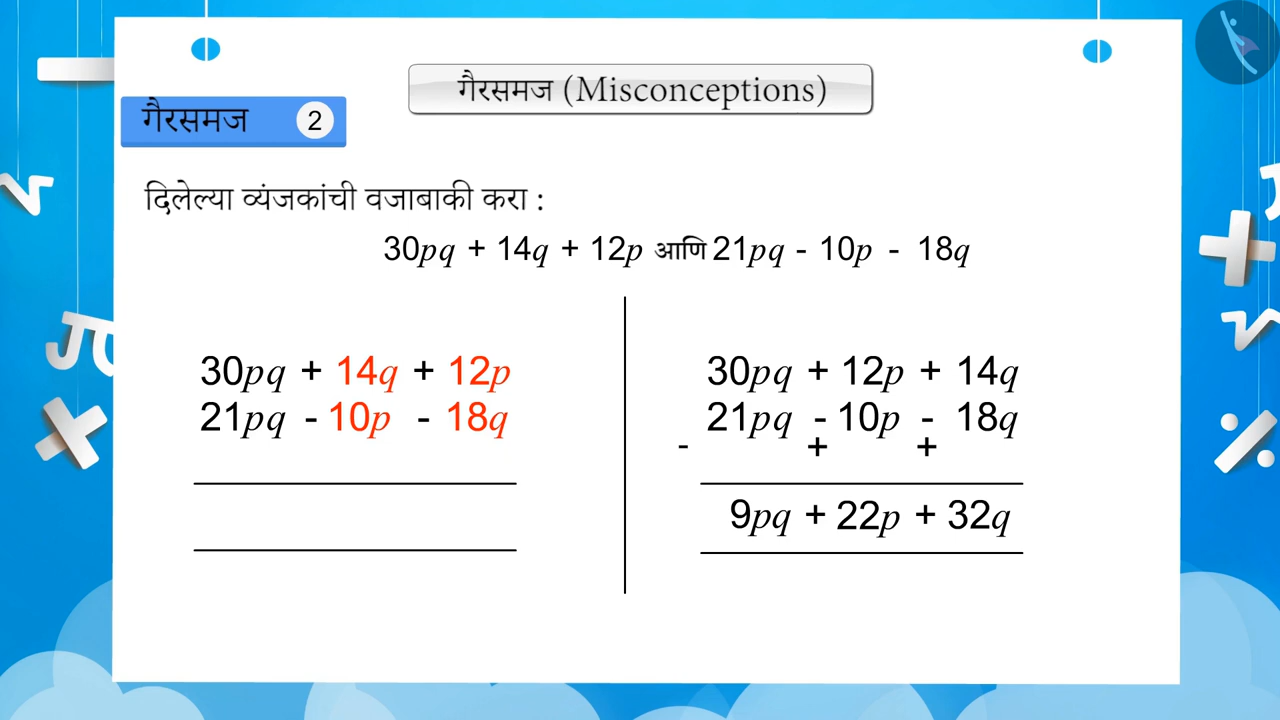 गैरसमज (Misconceptions)
गैरसमज 2
दिलेल्या व्यंजकांची वजाबाकी करा :
30pq + 14q + 12p आणि 21pq - 10p - 18q
30pq + 14q + 12p
21pq - 10p - 18q
30pq + 12p + 14q
21pq - 10p - 18q
- + +
9pq + 22p + 32q